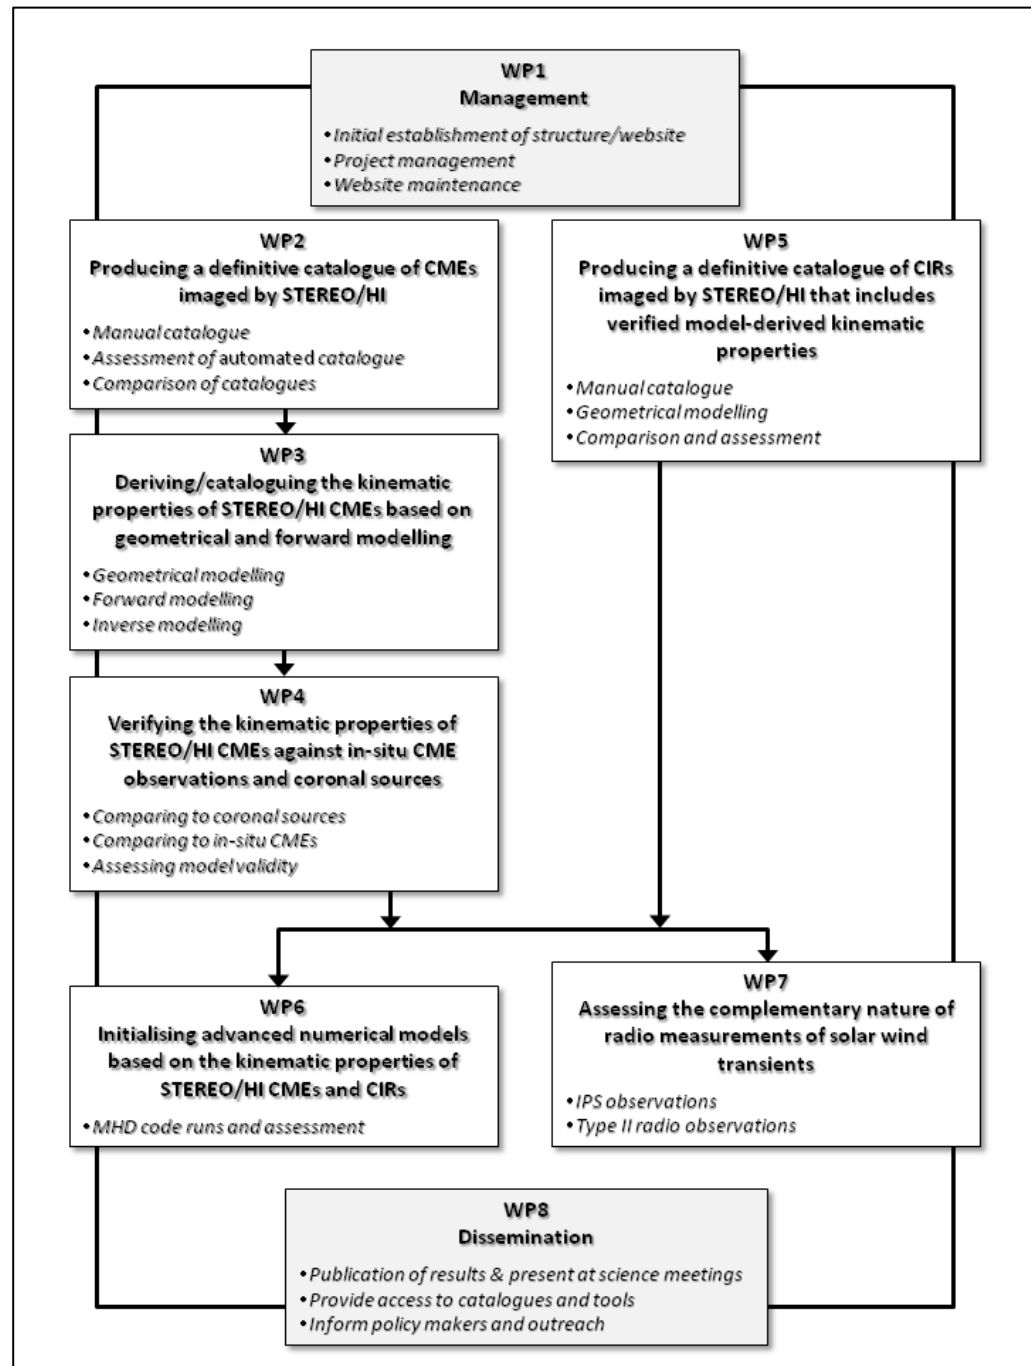 WP1
Management
•Initial establishment of structure/website
•Project management
•Website maintenance
WP2
Producing a definitive catalogue of CMEs
imaged by STEREO/HI
•Manual catalogue
•Assessment of automated catalogue
•Comparison of catalogues
WP5
Producing a definitive catalogue of CIRs
imaged by STEREO/HI that includes
verified model-derived kinematic
properties
•Manual catalogue
•Geometrical modelling
•Comparison and assessment
WP3
Deriving/cataloguing the kinematic
properties of STEREO/HI CMEs based on
geometrical and forward modelling
•Geometrical modelling
•Forward modelling
•Inverse modelling
WP4
Verifying the kinematic properties of
STEREO/HI CMEs against in-situ CME
observations and coronal sources
•Comparing to coronal sources
•Comparing to in-situ CMEs
•Assessing model validity
WP6
Initialising advanced numerical models
based on the kinematic properties of
STEREO/HI CMEs and CIRs
•MHD code runs and assessment
WP7
Assessing the complementary nature of
radio measurements of solar wind
transients
•IPS observations
•Type II radio observations
WP8
Dissemination
•Publication of results & present at science meetings
•Provide access to catalogues and tools
•Inform policy makers and outreach